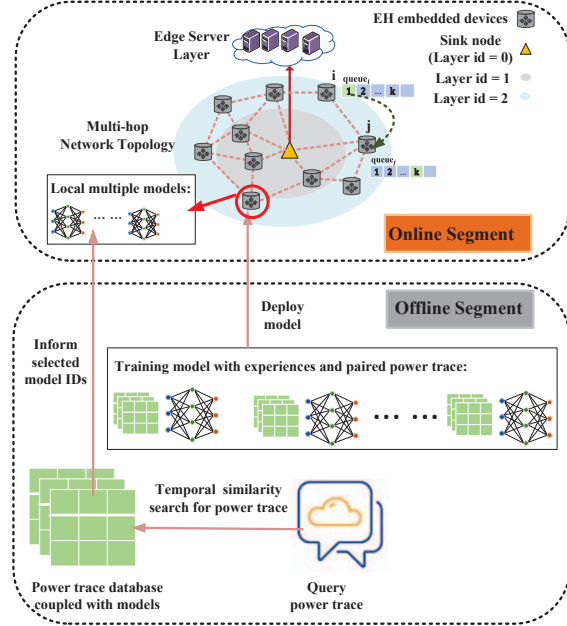 EH embedded devices
Edge Server
Layer
Sink node
(Layer id = 0)
Layer id = 1
Layer id = 2
i
queueᵢ
1 2 ... k
Multi-hop
Network Topology
j
queueⱼ
1 2 ... k
Local multiple models:
... ...
Online Segment
Offline Segment
Deploy
model
Inform
selected
model IDs
Training model with experiences and paired power trace:
... ...
Temporal similarity
search for power trace
Power trace database
coupled with models
Query
power trace